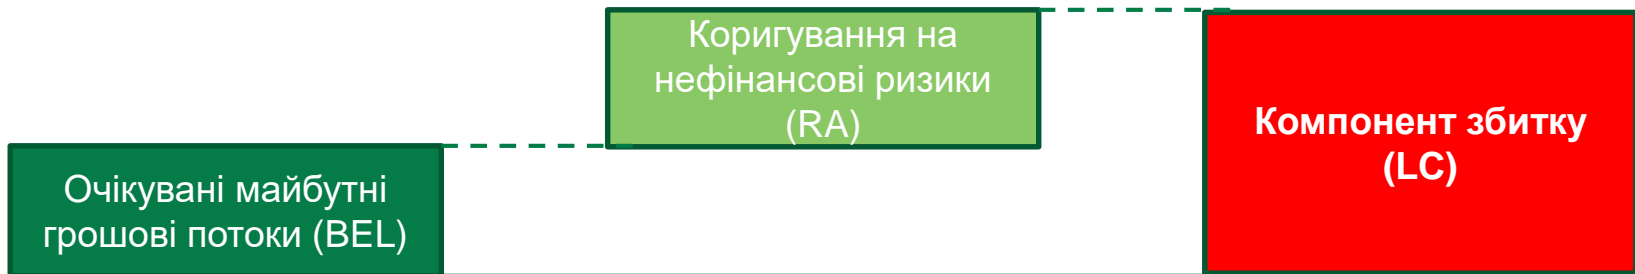 Коригування на
нефінансові ризики
(RA)
Компонент збитку
(LC)
Очікувані майбутні
грошові потоки (BEL)